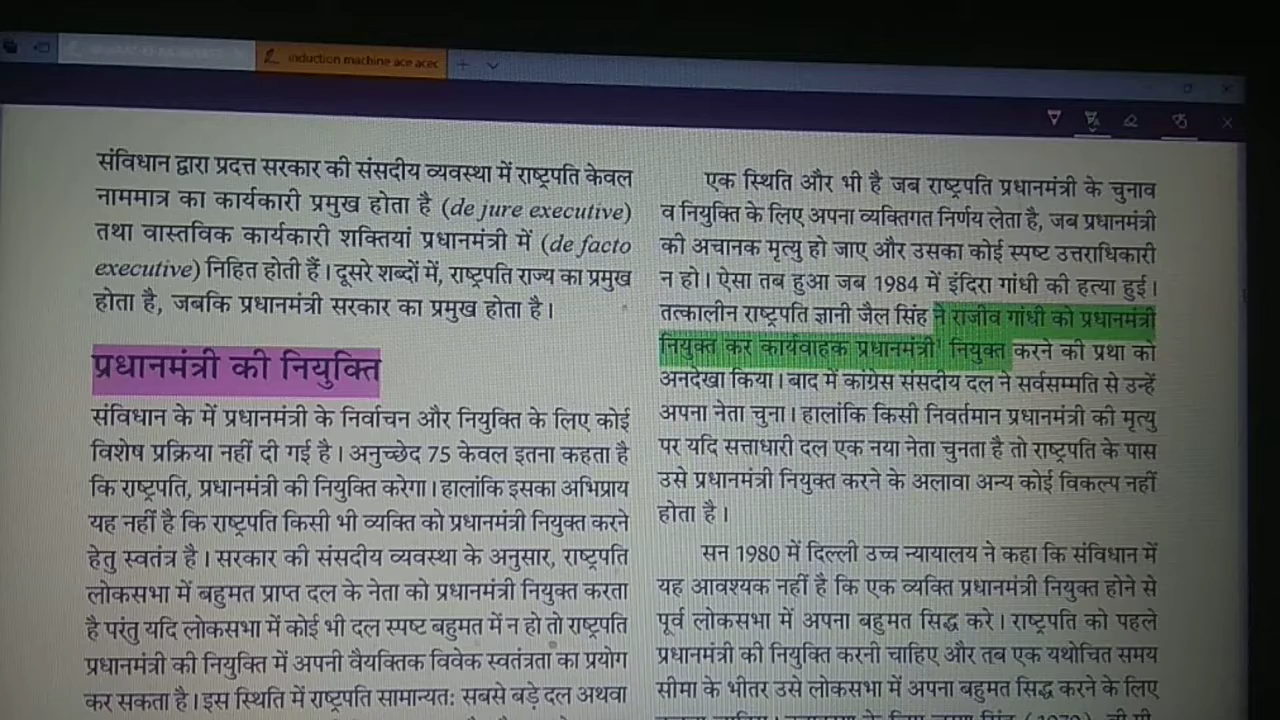 induction machine ace acec
संविधान द्वारा प्रदत्त सरकार की संसदीय व्यवस्था में राष्ट्रपति केवल
नाममात्र का कार्यकारी प्रमुख होता है (de jure executive)
तथा वास्तविक कार्यकारी शक्तियां प्रधानमंत्री में (de facto
executive) निहित होती हैं। दूसरे शब्दों में, राष्ट्रपति राज्य का प्रमुख
होता है, जबकि प्रधानमंत्री सरकार का प्रमुख होता है।
प्रधानमंत्री की नियुक्ति
संविधान के में प्रधानमंत्री के निर्वाचन और नियुक्ति के लिए कोई
विशेष प्रक्रिया नहीं दी गई है। अनुच्छेद 75 केवल इतना कहता है
कि राष्ट्रपति, प्रधानमंत्री की नियुक्ति करेगा। हालांकि इसका अभिप्राय
यह नहीं है कि राष्ट्रपति किसी भी व्यक्ति को प्रधानमंत्री नियुक्त करने
हेतु स्वतंत्र है। सरकार की संसदीय व्यवस्था के अनुसार, राष्ट्रपति
लोकसभा में बहुमत प्राप्त दल के नेता को प्रधानमंत्री नियुक्त करता
है परंतु यदि लोकसभा में कोई भी दल स्पष्ट बहुमत में न हो तो राष्ट्रपति
प्रधानमंत्री की नियुक्ति में अपनी वैयक्तिक विवेक स्वतंत्रता का प्रयोग
कर सकता है। इस स्थिति में राष्ट्रपति सामान्यत: सबसे बड़े दल अथवा
एक स्थिति और भी है जब राष्ट्रपति प्रधानमंत्री के चुनाव
व नियुक्ति के लिए अपना व्यक्तिगत निर्णय लेता है, जब प्रधानमंत्री
की अचानक मृत्यु हो जाए और उसका कोई स्पष्ट उत्तराधिकारी
न हो। ऐसा तब हुआ जब 1984 में इंदिरा गांधी की हत्या हुई।
तत्कालीन राष्ट्रपति ज्ञानी जैल सिंह ने राजीव गांधी को प्रधानमंत्री
नियुक्त कर कार्यवाहक प्रधानमंत्री¹ नियुक्त करने की प्रथा को
अनदेखा किया। बाद में कांग्रेस संसदीय दल ने सर्वसम्मति से उन्हें
अपना नेता चुना। हालांकि किसी निवर्तमान प्रधानमंत्री की मृत्यु
पर यदि सत्ताधारी दल एक नया नेता चुनता है तो राष्ट्रपति के पास
उसे प्रधानमंत्री नियुक्त करने के अलावा अन्य कोई विकल्प नहीं
होता है।
सन 1980 में दिल्ली उच्च न्यायालय ने कहा कि संविधान में
यह आवश्यक नहीं है कि एक व्यक्ति प्रधानमंत्री नियुक्त होने से
पूर्व लोकसभा में अपना बहुमत सिद्ध करे। राष्ट्रपति को पहले
प्रधानमंत्री की नियुक्ति करनी चाहिए और तब एक यथोचित समय
सीमा के भीतर उसे लोकसभा में अपना बहुमत सिद्ध करने के लिए